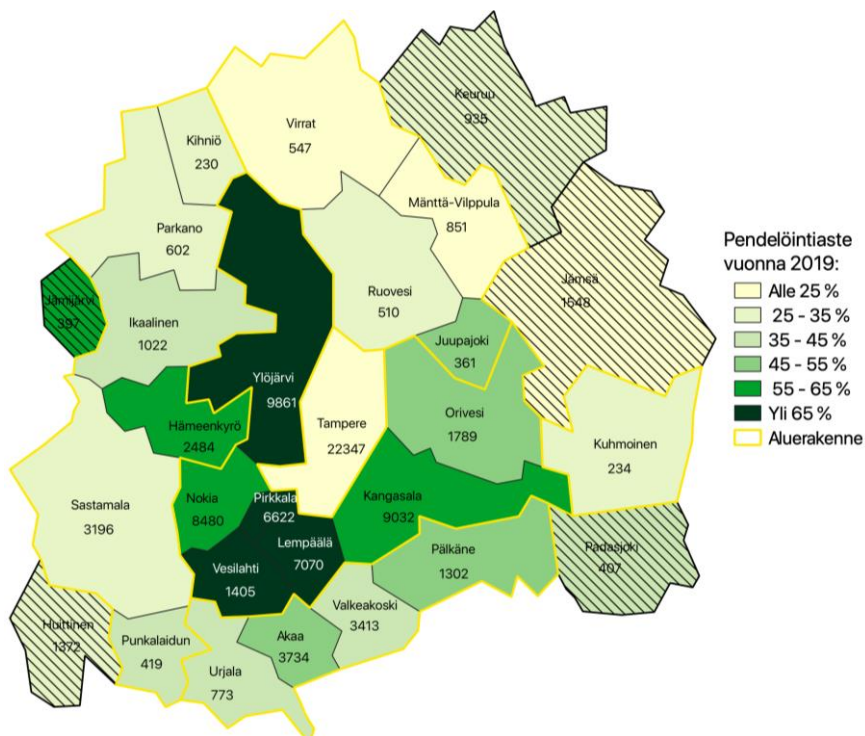 Keuruu
935
Virrat
547
Kihniö
230
Mänttä-Vilppula
851
Parkano
602
Jämijärvi
397
Ikaalinen
1022
Ruovesi
510
Jämsä
1548
Juupajoki
361
Ylöjärvi
9861
Hämeenkyrö
2484
Tampere
22347
Orivesi
1789
Kuhmoinen
234
Sastamala
3196
Nokia
8480
Pirkkala
6622
Kangasala
9032
Lempäälä
7070
Vesilahti
1405
Pälkäne
1302
Padasjoki
407
Valkeakoski
3413
Huittinen
1372
Punkalaidun
419
Akaa
3734
Urjala
773
Pendelöintiaste
vuonna 2019:
Alle 25 %
25 - 35 %
35 - 45 %
45 - 55 %
55 - 65 %
Yli 65 %
Aluerakenne